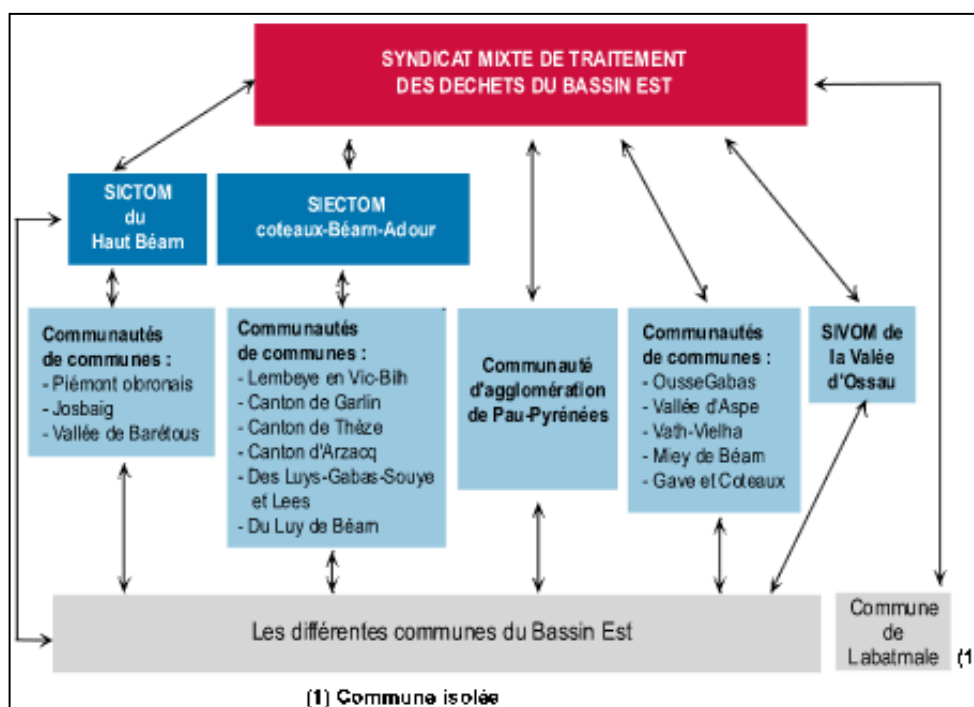 SYNDICAT MIXTE DE TRAITEMENT
DES DECHETS DU BASSIN EST
SICTOM
du
Haut Béarn
SIECTOM
coteaux-Béarn-Adour
Communautés
de communes :
- Piémont oloronais
- Josbaig
- Vallée de Barétous
Communautés
de communes :
- Lembeye en Vic-Bilh
- Canton de Garlin
- Canton de Thèze
- Canton d'Arzacq
- Des Luys-Gabas-Souye
et Lees
- Du Luy de Béarn
Communauté
d'agglomération
de Pau-Pyrénées
Communautés
de communes :
- OusseGabas
- Vallée d'Aspe
- Vath-Vielha
- Miey de Béarn
- Gave et Coteaux
SIVOM de
la Valée
d'Ossau
Les différentes communes du Bassin Est
Commune
de
Labatmale
(1
(1) Commune isolée